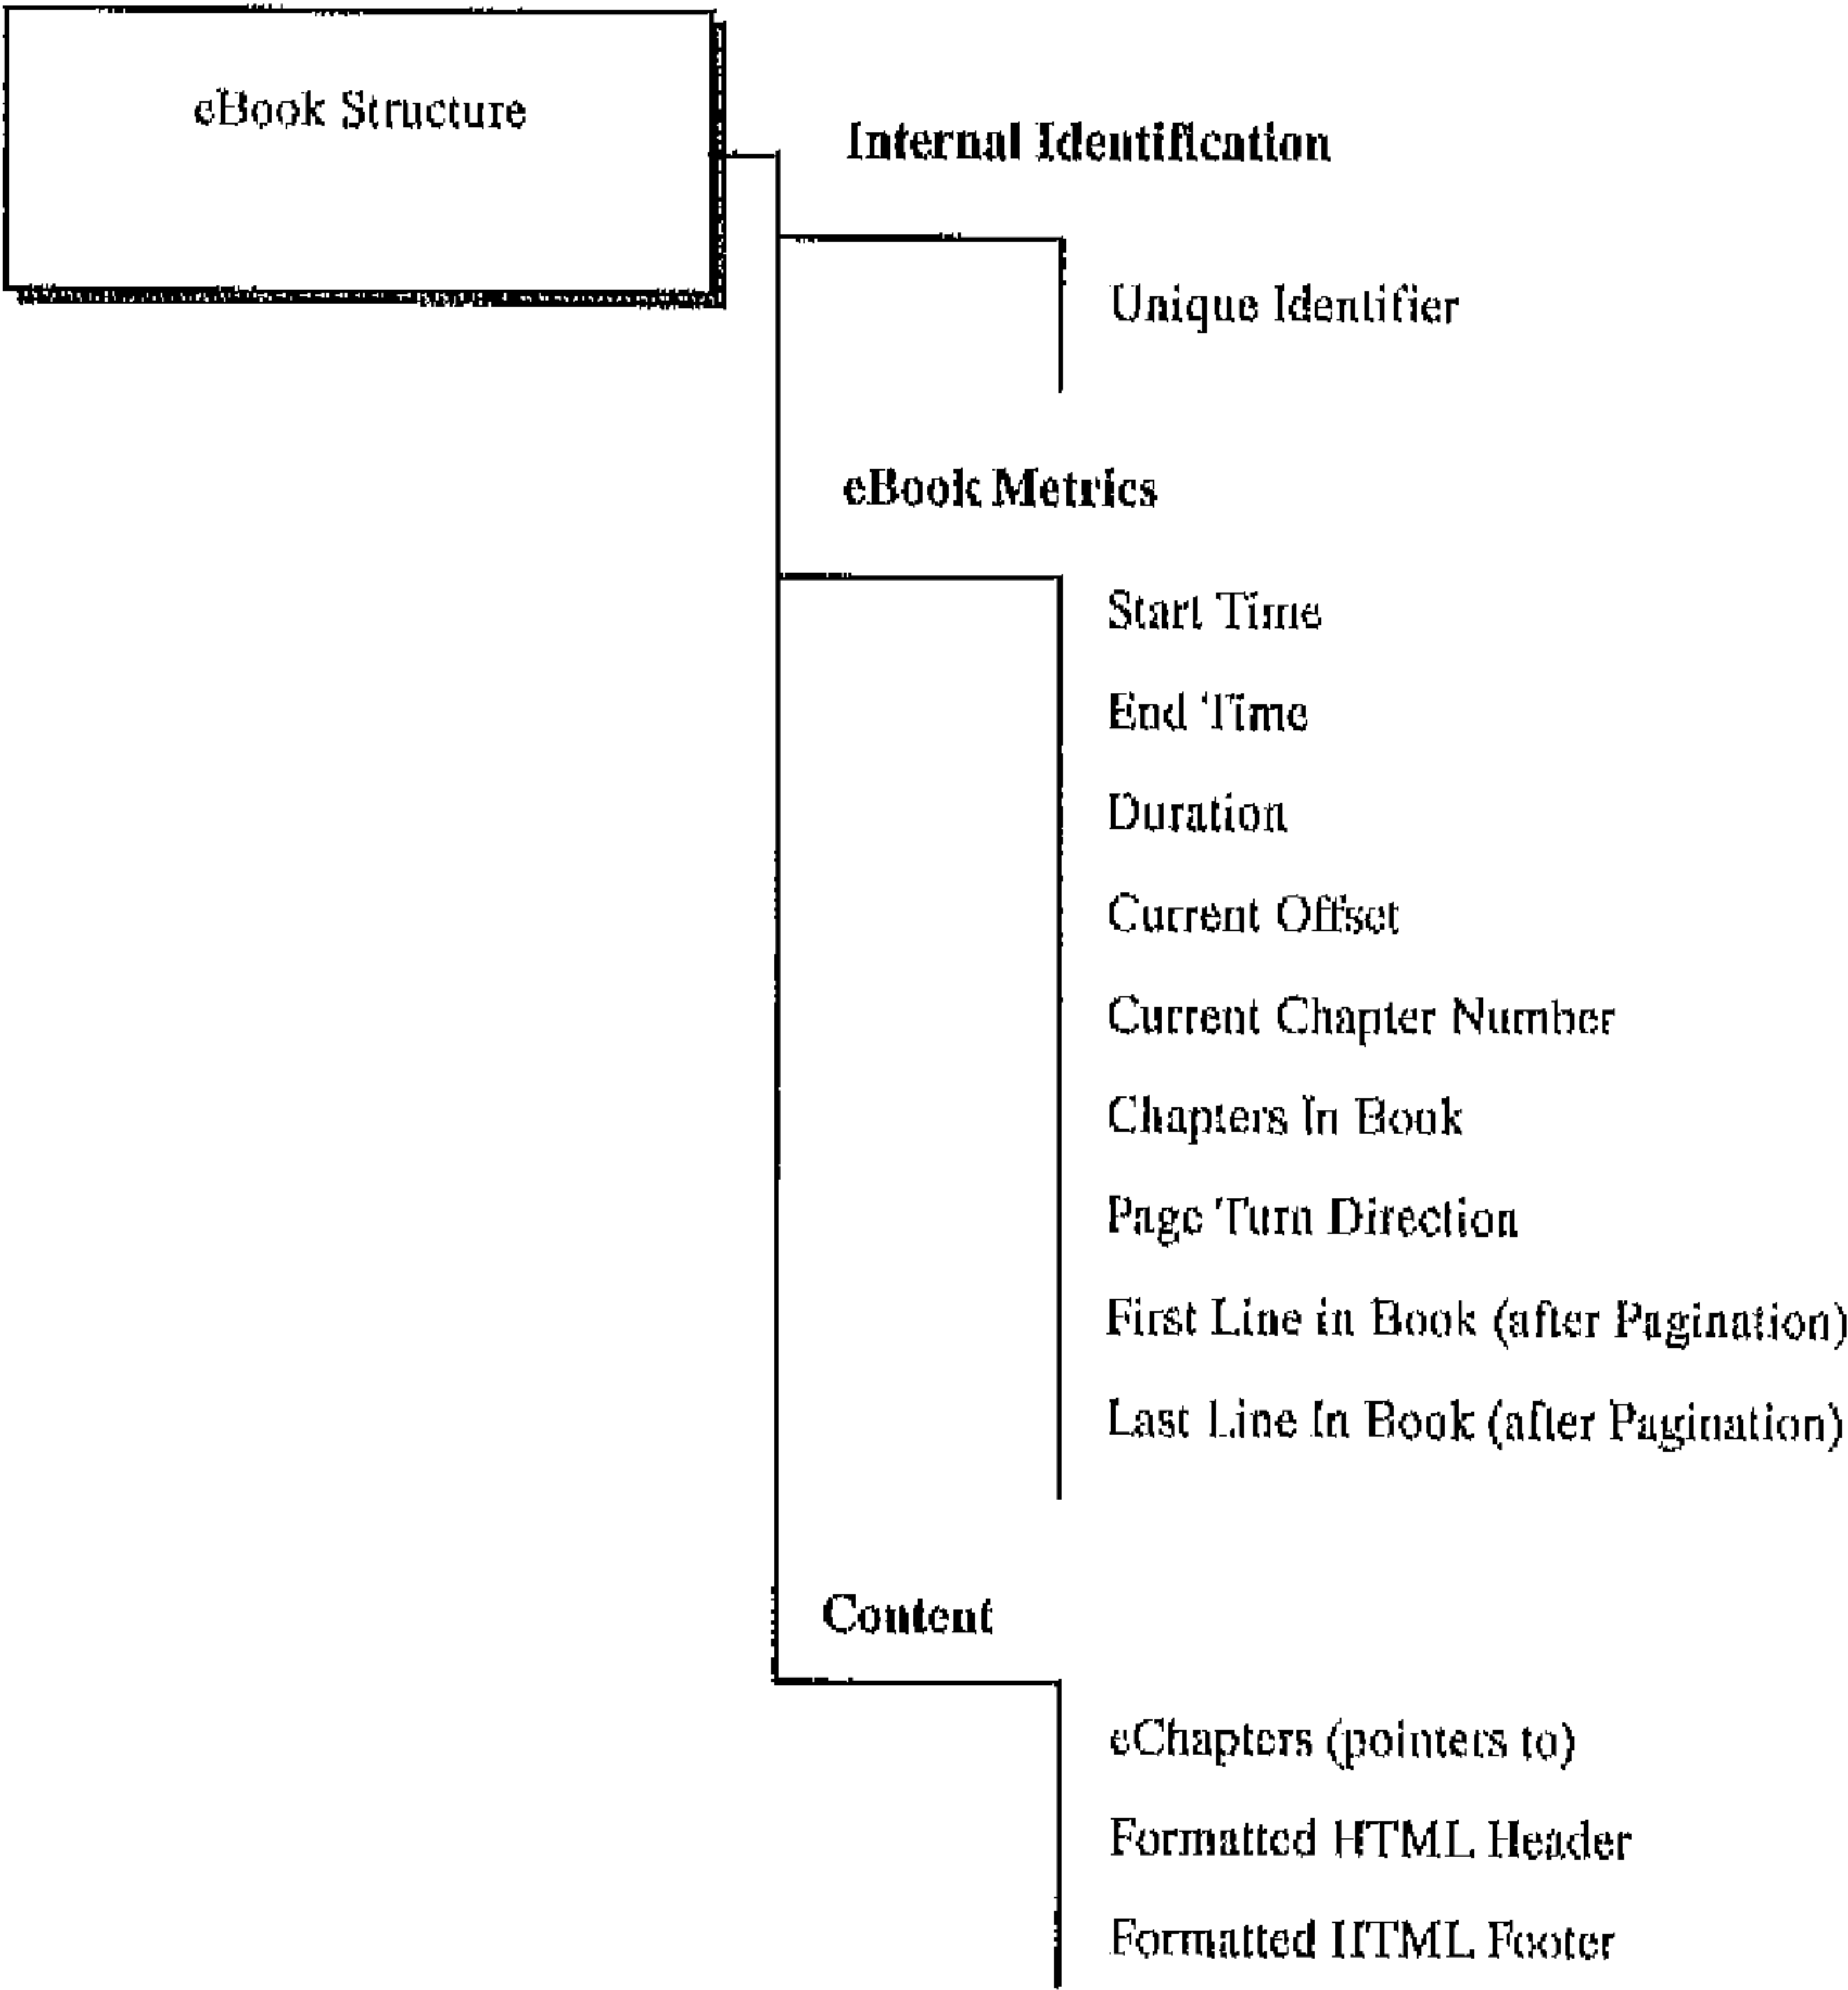 eBook Structure
Internal Identification
Unique Identifier
eBook Metrics
Start Time
End Time
Duration
Current Offset
Current Chapter Number
Chapters In Book
Page Turn Direction
First Line in Book (after Pagination)
Last Line In Book (after Pagination)
Content
eChapters (pointers to)
Formatted HTML Header
Formatted HTML Footer